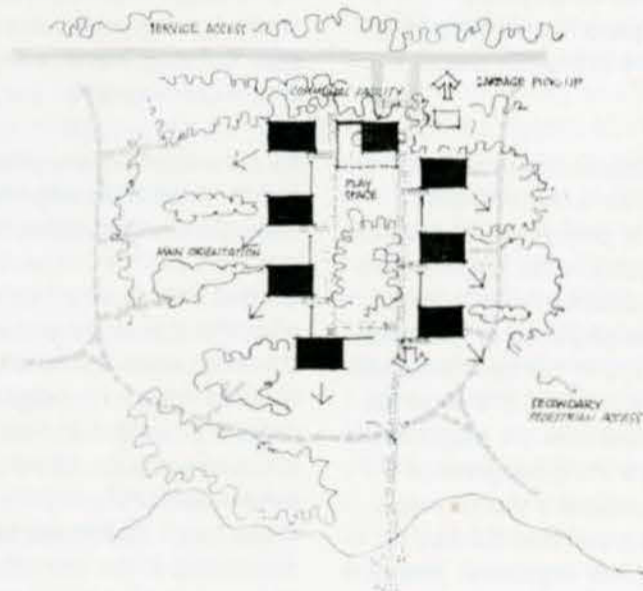 SERVICE ACCESS
COMMUNAL FACILITY
GARBAGE PICK-UP
PLAY
SPACE
MAIN ORIENTATION
SECONDARY
PEDESTRIAN ACCESS